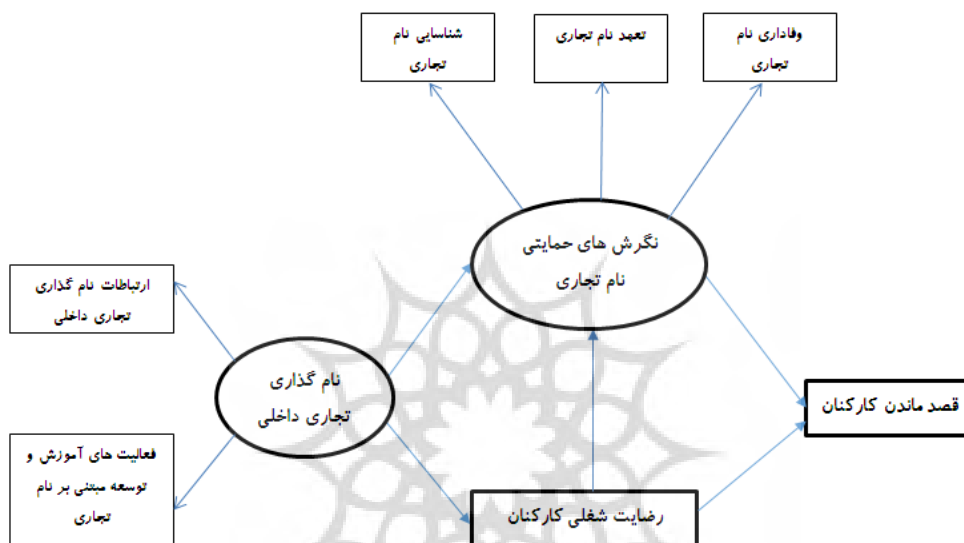 وفاداری نام
تجاری
تعهد نام تجاری
شناسایی نام
تجاری
نگرش های حمایتی
نام تجاری
ارتباطات نام گذاری
تجاری داخلی
نام گذاری
تجاری داخلی
قصد ماندن کارکنان
فعالیت های آموزش و
توسعه مبتنی بر نام
تجاری
رضایت شغلی کارکنان